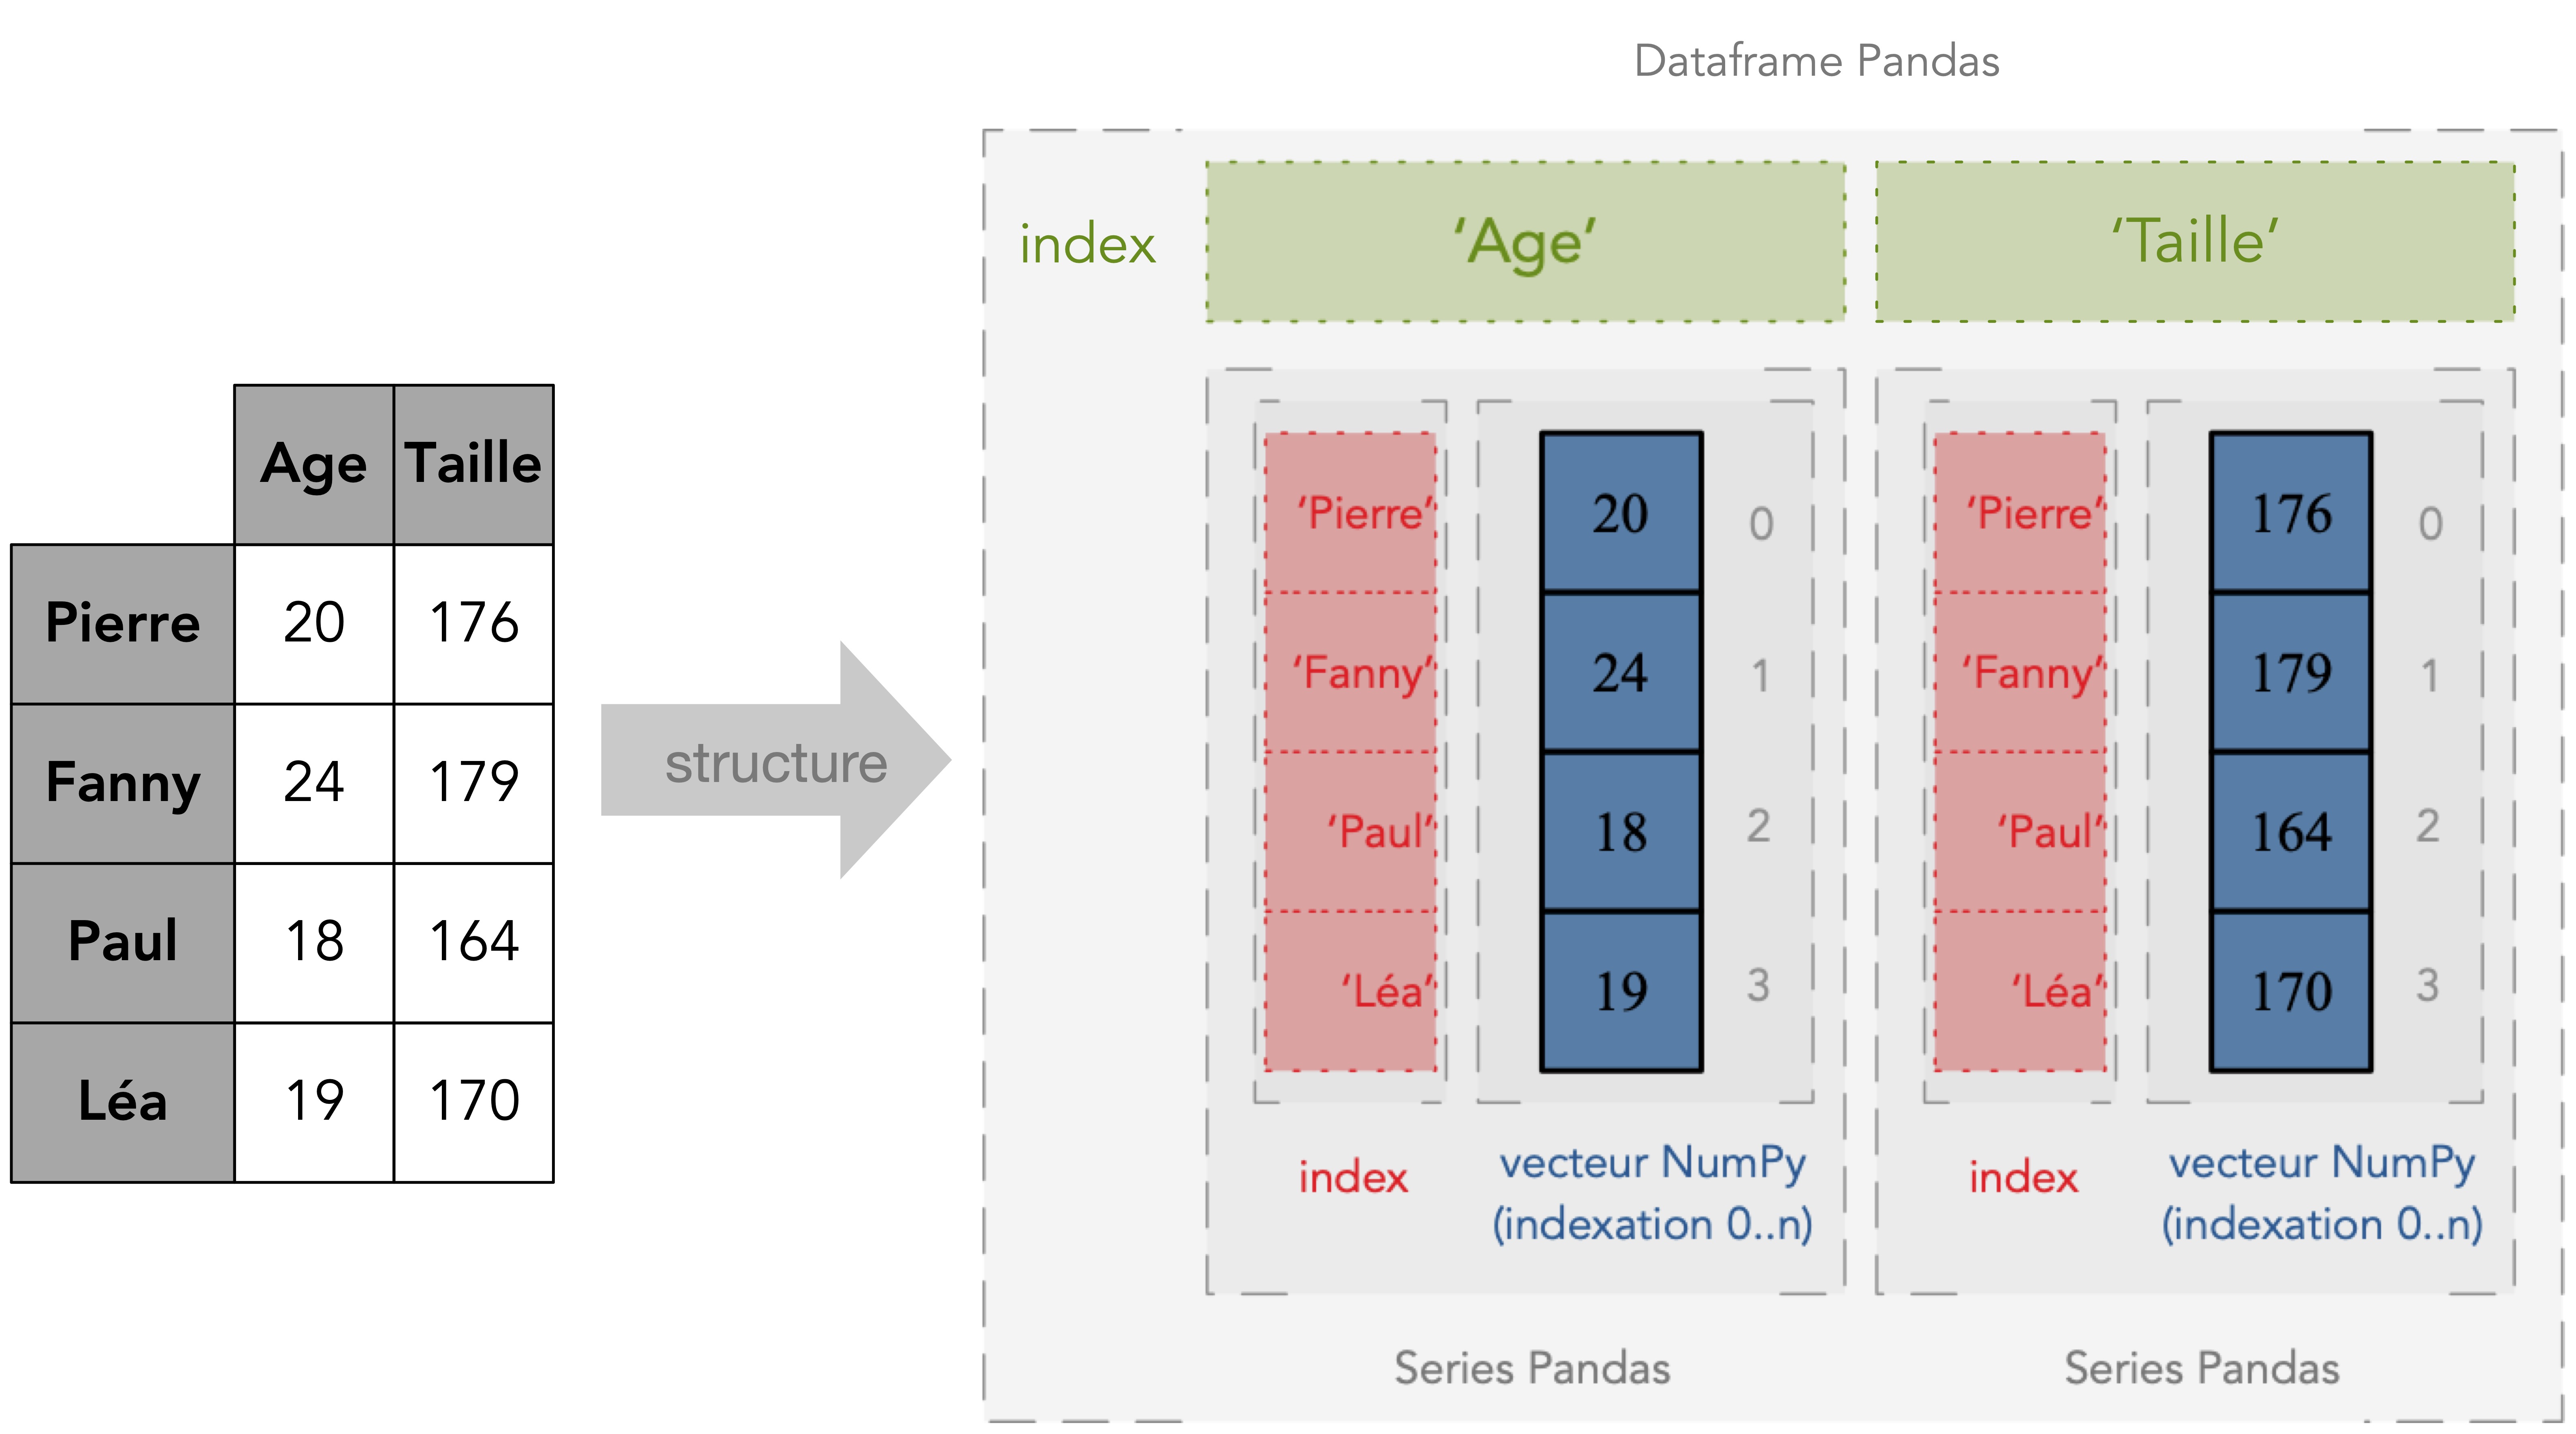 Dataframe Pandas
Age Taille
Pierre 20 176
Fanny 24 179
Paul 18 164
Léa 19 170
structure
index ‘Age’ ‘Taille’
‘Pierre’ 20 0
‘Fanny’ 24 1
‘Paul’ 18 2
‘Léa’ 19 3
index
vecteur NumPy
(indexation 0..n)
Series Pandas
‘Pierre’ 176 0
‘Fanny’ 179 1
‘Paul’ 164 2
‘Léa’ 170 3
index
vecteur NumPy
(indexation 0..n)
Series Pandas